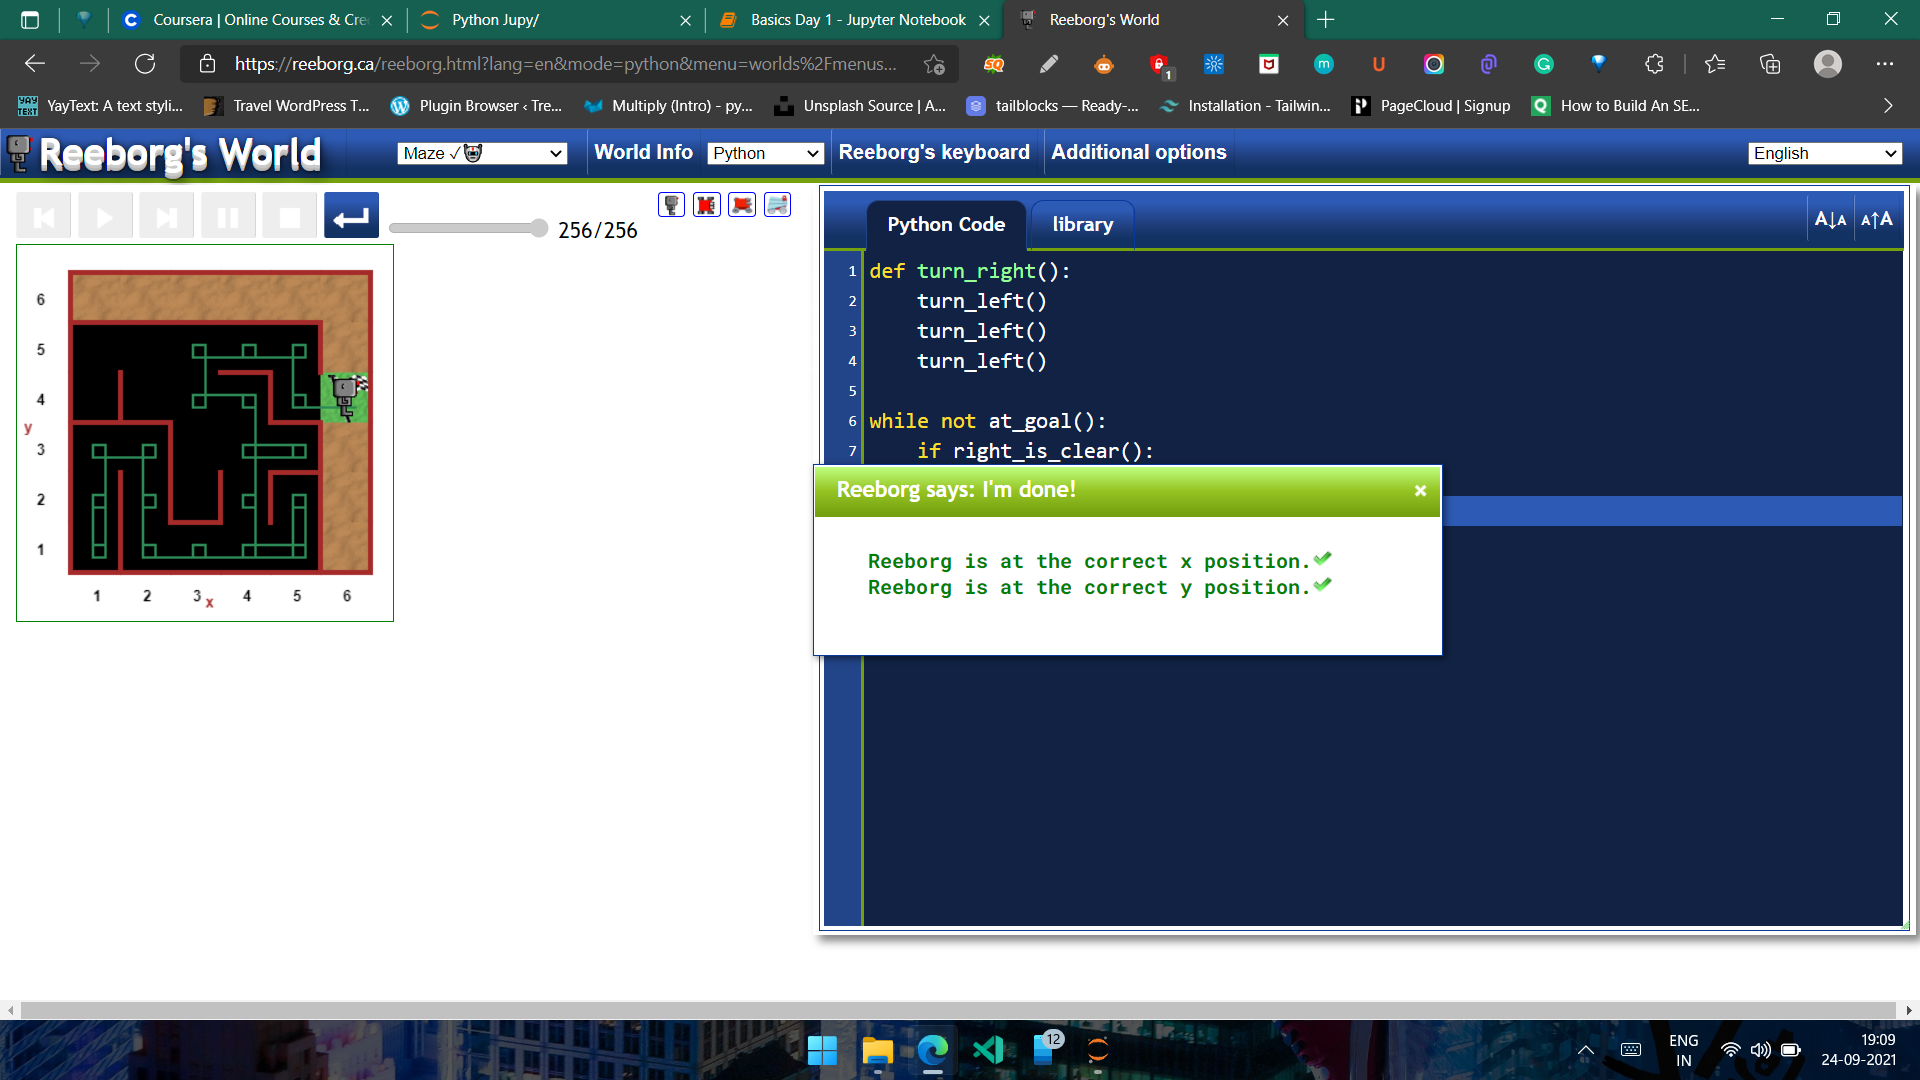 Coursera | Online Courses & Cre
Python Jupy/
Basics Day 1 - Jupyter Notebook
Reeborg's World
https://reeborg.ca/reeborg.html?lang=en&mode=python&menu=worlds%2Fmenus...
1
YAY
TEXT
YayText: A text styli...
Travel WordPress T...
Plugin Browser ‹ Tre...
Multiply (Intro) - py...
Unsplash Source | A...
tailblocks — Ready-...
Installation - Tailwin...
PageCloud | Signup
How to Build An SE...
Reeborg's World
Maze ✓
World Info
Python
Reeborg's keyboard
Additional options
English
256/256
Python Code
library
A↓A
A↑A
6
5
4
y
3
2
1
1 2 3 x 4 5 6
1 def turn_right():
2     turn_left()
3     turn_left()
4     turn_left()
5
6 while not at_goal():
7     if right_is_clear():
Reeborg says: I'm done!
×
Reeborg is at the correct x position.✔
Reeborg is at the correct y position.✔
12
ENG
IN
19:09
24-09-2021